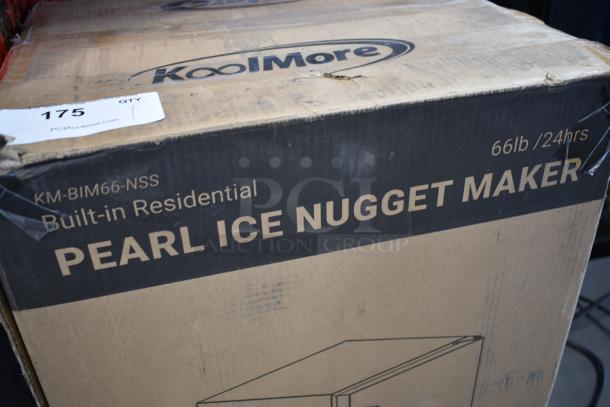 KoolMore
175
QTY
1
PCIAuctions.com
KM-BIM66-NSS
66lb /24hrs
Built-in Residential
PEARL ICE NUGGET MAKER
PCI
AUCTION GROUP